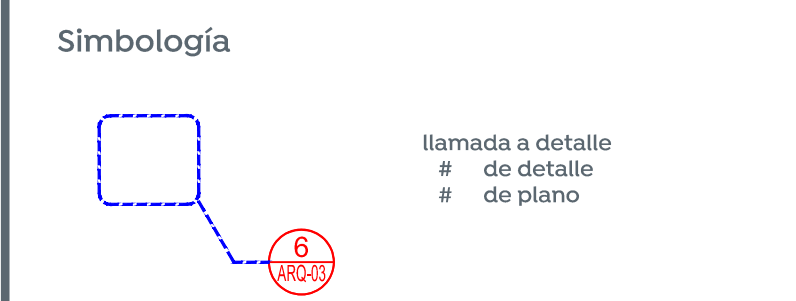 Simbología
llamada a detalle
# de detalle
# de plano
6
ARQ-03